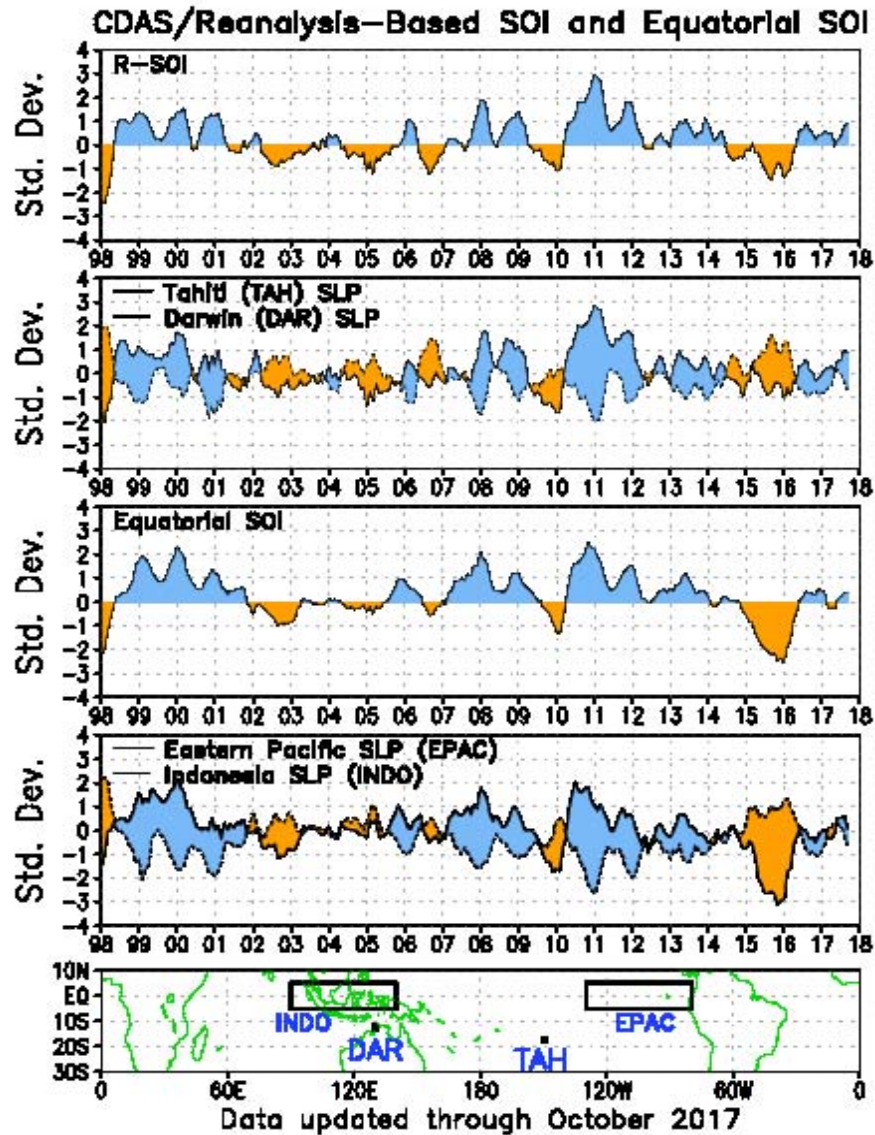 CDAS/Reanalysis-Based SOI and Equatorial SOI
R-SOI
Std. Dev.
4
3
2
1
0
-1
-2
-3
-4
98 99 00 01 02 03 04 05 06 07 08 09 10 11 12 13 14 15 16 17 18
Tahiti (TAH) SLP
Darwin (DAR) SLP
Std. Dev.
4
3
2
1
0
-1
-2
-3
-4
98 99 00 01 02 03 04 05 06 07 08 09 10 11 12 13 14 15 16 17 18
Equatorial SOI
Std. Dev.
4
3
2
1
0
-1
-2
-3
-4
98 99 00 01 02 03 04 05 06 07 08 09 10 11 12 13 14 15 16 17 18
Eastern Pacific SLP (EPAC)
Indonesia SLP (INDO)
Std. Dev.
4
3
2
1
0
-1
-2
-3
-4
98 99 00 01 02 03 04 05 06 07 08 09 10 11 12 13 14 15 16 17 18
10N
EQ
10S
20S
30S
INDO
EPAC
DAR
TAH
0 60E 120E 180 120W 60W 0
Data updated through October 2017